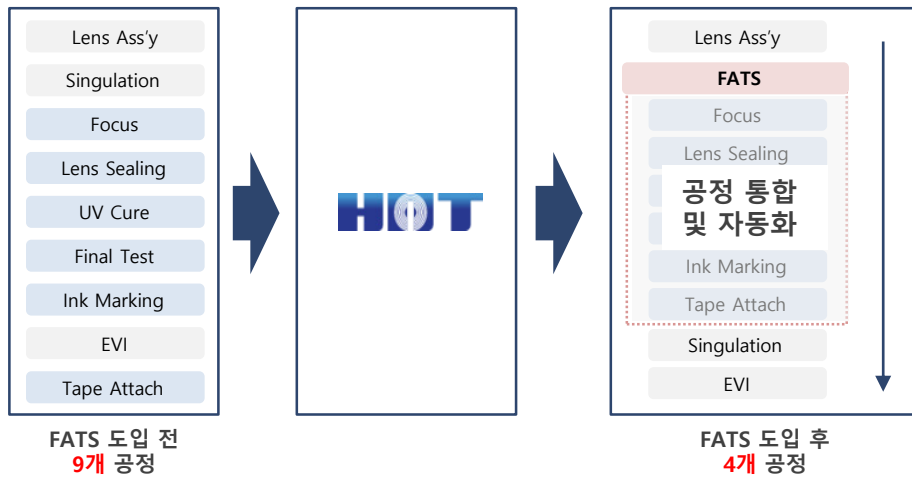 Lens Ass'y
Singulation
Focus
Lens Sealing
UV Cure
Final Test
Ink Marking
EVI
Tape Attach
FATS 도입 전
9개 공정
HNT
Lens Ass'y
FATS
Focus
Lens Sealing
공정 통합
및 자동화
Ink Marking
Tape Attach
Singulation
EVI
FATS 도입 후
4개 공정